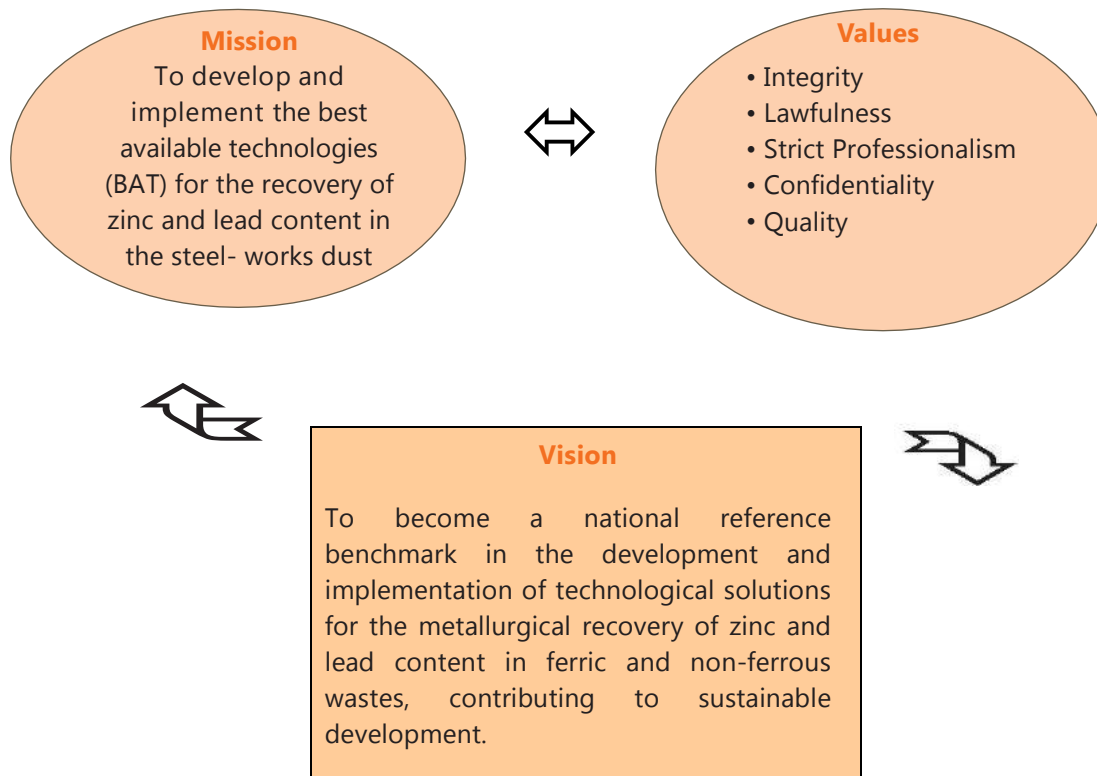 Mission
To develop and
implement the best
available technologies
(BAT) for the recovery of
zinc and lead content in
the steel- works dust
Values
• Integrity
• Lawfulness
• Strict Professionalism
• Confidentiality
• Quality
Vision
To become a national reference
benchmark in the development and
implementation of technological solutions
for the metallurgical recovery of zinc and
lead content in ferric and non-ferrous
wastes, contributing to sustainable
development.